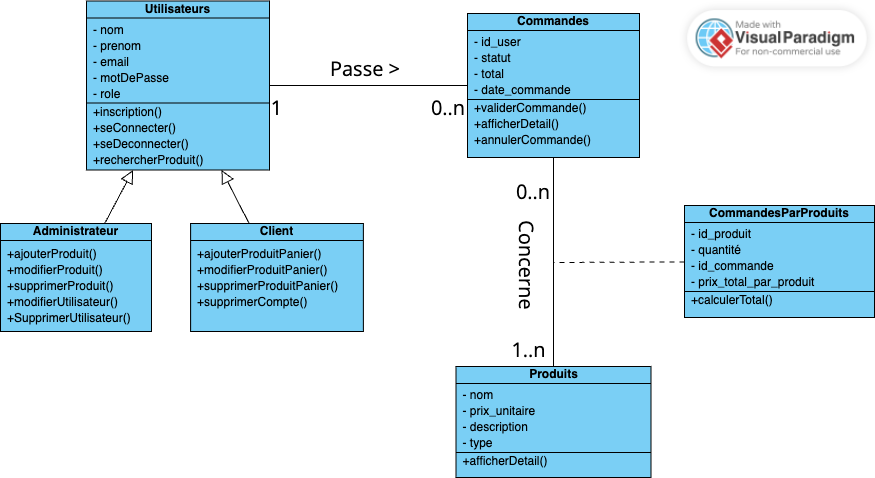 Utilisateurs
- nom
- prenom
- email
- motDePasse
- role
+inscription()
+seConnecter()
+seDeconnecter()
+rechercherProduit()
Passe >
1
0..n
Commandes
- id_user
- statut
- total
- date_commande
+validerCommande()
+afficherDetail()
+annulerCommande()
Made with
VisualParadigm
For non-commercial use
Administrateur
+ajouterProduit()
+modifierProduit()
+supprimerProduit()
+modifierUtilisateur()
+SupprimerUtilisateur()
Client
+ajouterProduitPanier()
+modifierProduitPanier()
+supprimerProduitPanier()
+supprimerCompte()
0..n
Concerne
1..n
CommandesParProduits
- id_produit
- quantité
- id_commande
- prix_total_par_produit
+calculerTotal()
Produits
- nom
- prix_unitaire
- description
- type
+afficherDetail()